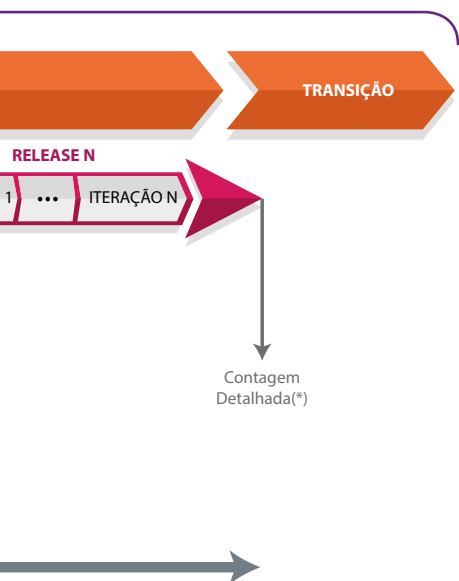 TRANSIÇÃO
RELEASE N
1 ... ITERAÇÃO N
Contagem
Detalhada(*)